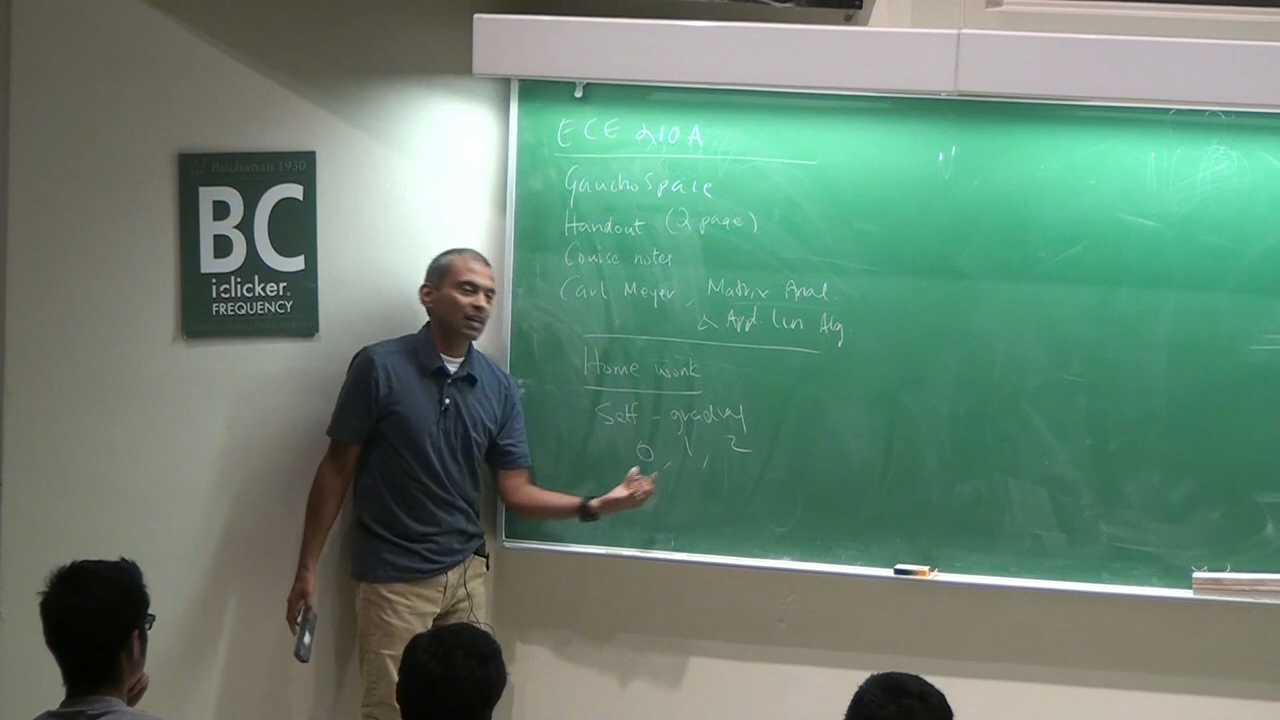 Buchanan 1930
BC
iclicker.
FREQUENCY
ECE 210A
GauchoSpace
Handout (2 page)
Course notes
Carl Meyer, Matrix Anal.
& Appl. Lin Alg.
Home work
Self-grading
0, 1, 2